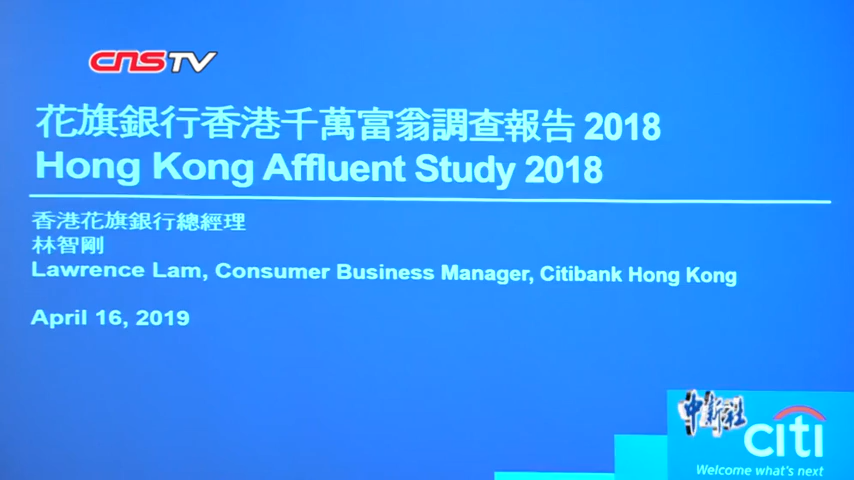 CNSTV
花旗銀行香港千萬富翁調查報告 2018
Hong Kong Affluent Study 2018
香港花旗銀行總經理
林智剛
Lawrence Lam, Consumer Business Manager, Citibank Hong Kong
April 16, 2019
中新社
citi
Welcome what's next